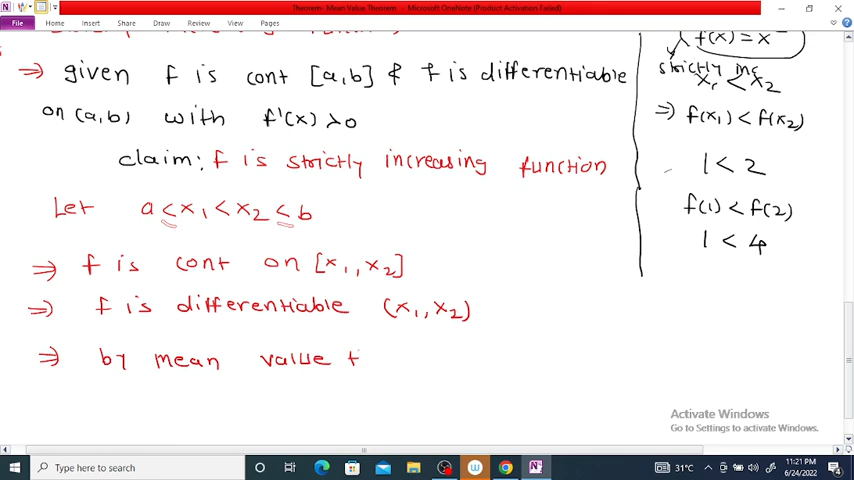 Theorem- Mean Value Theorem - Microsoft OneNote (Product Activation Failed)
File Home Insert Share Draw Review View Pages
⇒ given f is cont [a,b] & f is differentiable
on (a,b) with f'(x) >0
claim: f is strictly increasing function
Let a ≤ x₁ < x₂ ≤ b
⇒ f is cont on [x₁, x₂]
⇒ f is differentiable (x₁, x₂)
⇒ by mean value t
f(x) = x
strictly inc
x₁ < x₂
⇒ f(x₁) < f(x₂)
1 < 2
f(1) < f(2)
1 < 4
Activate Windows
Go to Settings to activate Windows.
Type here to search
31°C
11:21 PM
6/24/2022
4